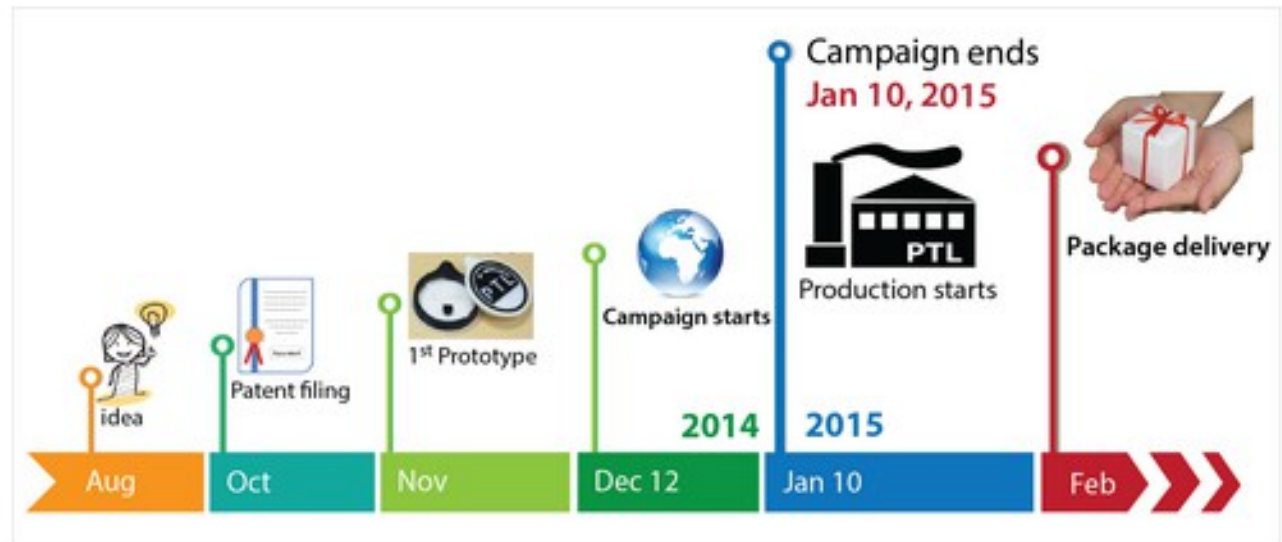 Campaign ends
Jan 10, 2015
PTL
Production starts
Package delivery
Campaign starts
PTL
1st Prototype
Patent filing
idea
2014
2015
Aug
Oct
Nov
Dec 12
Jan 10
Feb